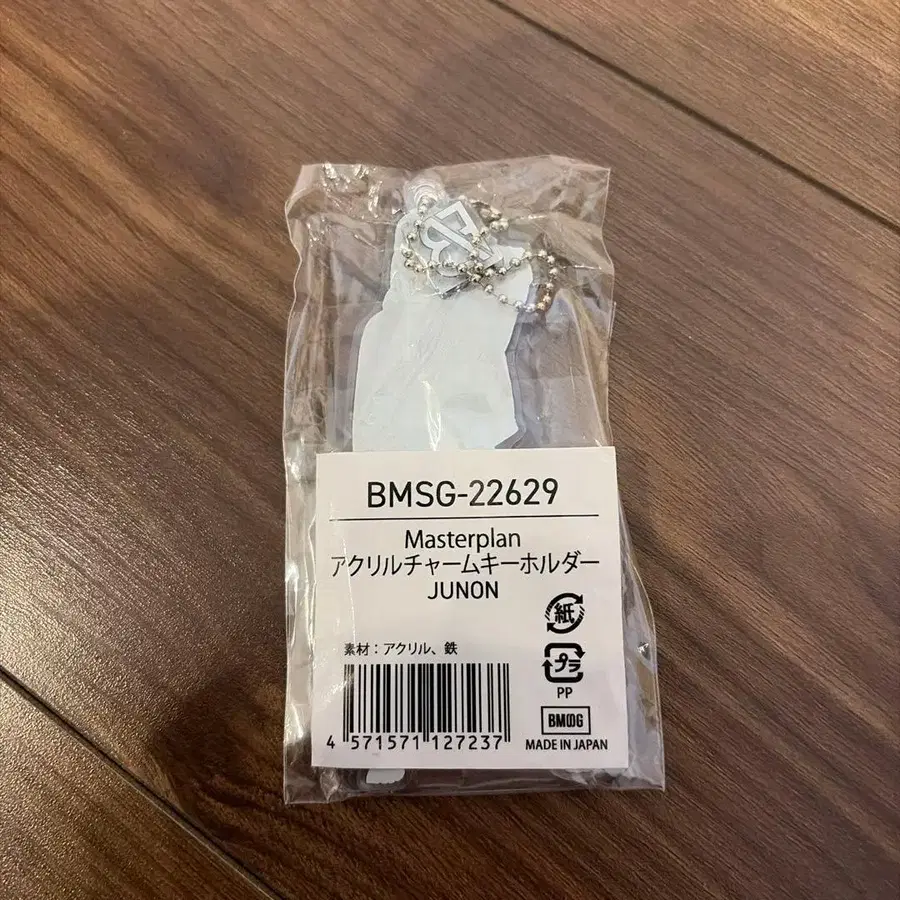 BMSG-22629
Masterplan
アクリルチャームキーホルダー
JUNON
紙
素材:アクリル、鉄
プラ
PP
BMSG
4 571571 127237
MADE IN JAPAN